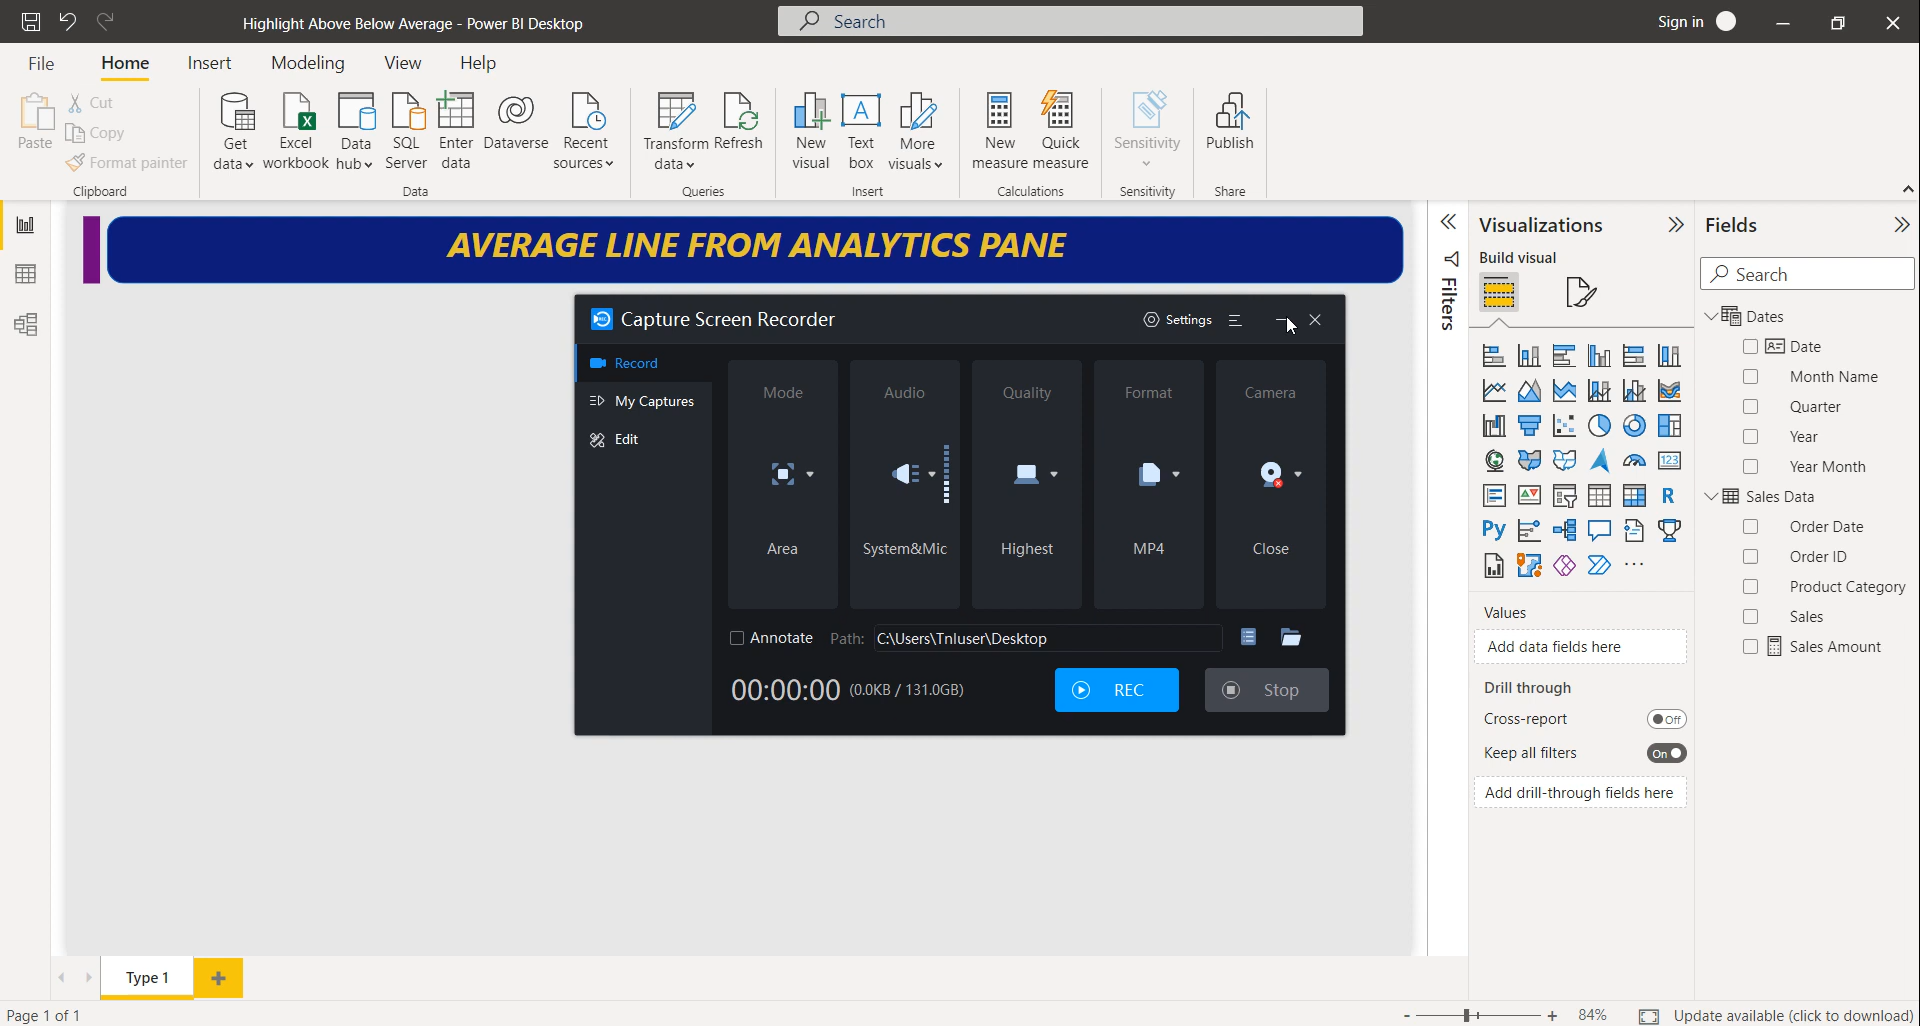 Highlight Above Below Average - Power BI Desktop
Search
Sign in
File
Home
Insert
Modeling
View
Help
Paste
Cut
Copy
Format painter
Clipboard
Get data
Excel workbook
Data hub
SQL Server
Enter data
Dataverse
Recent sources
Data
Transform data
Refresh
Queries
New visual
Text box
More visuals
Insert
New measure
Quick measure
Calculations
Sensitivity
Sensitivity
Publish
Share
AVERAGE LINE FROM ANALYTICS PANE
Capture Screen Recorder
Settings
Record
My Captures
Edit
Mode
Area
Audio
System&Mic
Quality
Highest
Format
MP4
Camera
Close
Annotate
Path: C:\Users\Tnluser\Desktop
00:00:00 (0.0KB / 131.0GB)
REC
Stop
Filters
Visualizations
Build visual
123
R
Py
Values
Add data fields here
Drill through
Cross-report
Off
Keep all filters
On
Add drill-through fields here
Fields
Search
Dates
Date
Month Name
Quarter
Year
Year Month
Sales Data
Order Date
Order ID
Product Category
Sales
Sales Amount
Type 1
Page 1 of 1
84%
Update available (click to download)